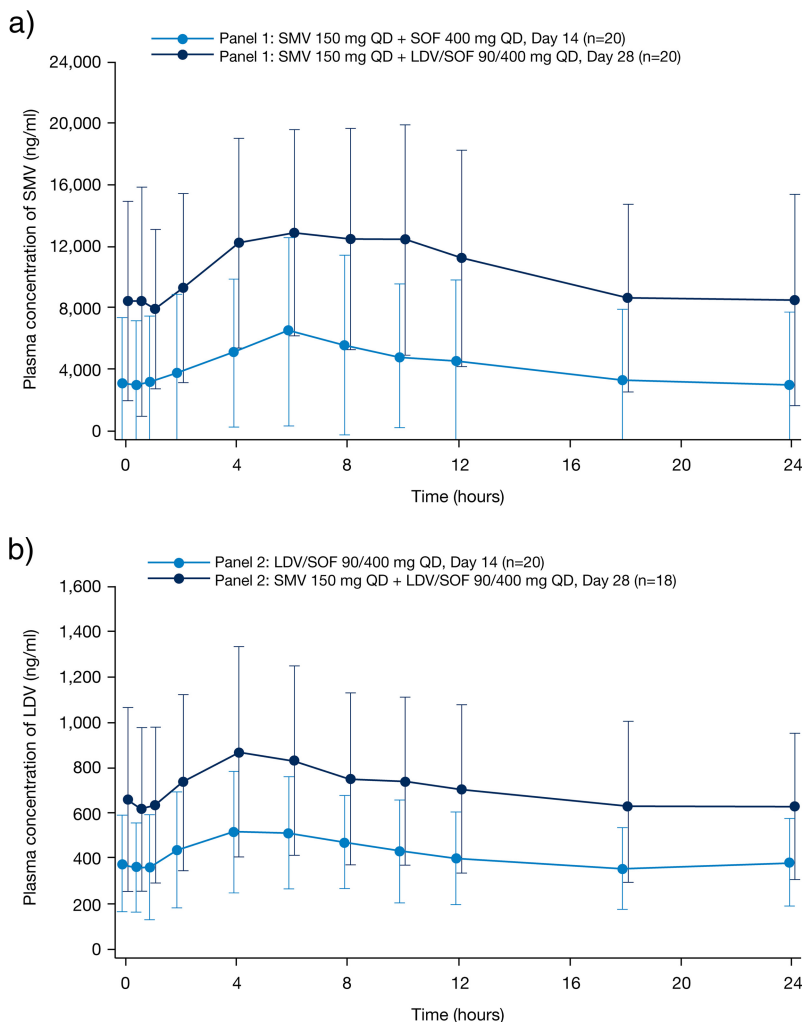 a)
Panel 1: SMV 150 mg QD + SOF 400 mg QD, Day 14 (n=20)
Panel 1: SMV 150 mg QD + LDV/SOF 90/400 mg QD, Day 28 (n=20)
24,000
20,000
16,000
12,000
8,000
4,000
0
Plasma concentration of SMV (ng/ml)
0 4 8 12 16 20 24
Time (hours)
b)
Panel 2: LDV/SOF 90/400 mg QD, Day 14 (n=20)
Panel 2: SMV 150 mg QD + LDV/SOF 90/400 mg QD, Day 28 (n=18)
1,600
1,400
1,200
1,000
800
600
400
200
0
Plasma concentration of LDV (ng/ml)
0 4 8 12 16 20 24
Time (hours)